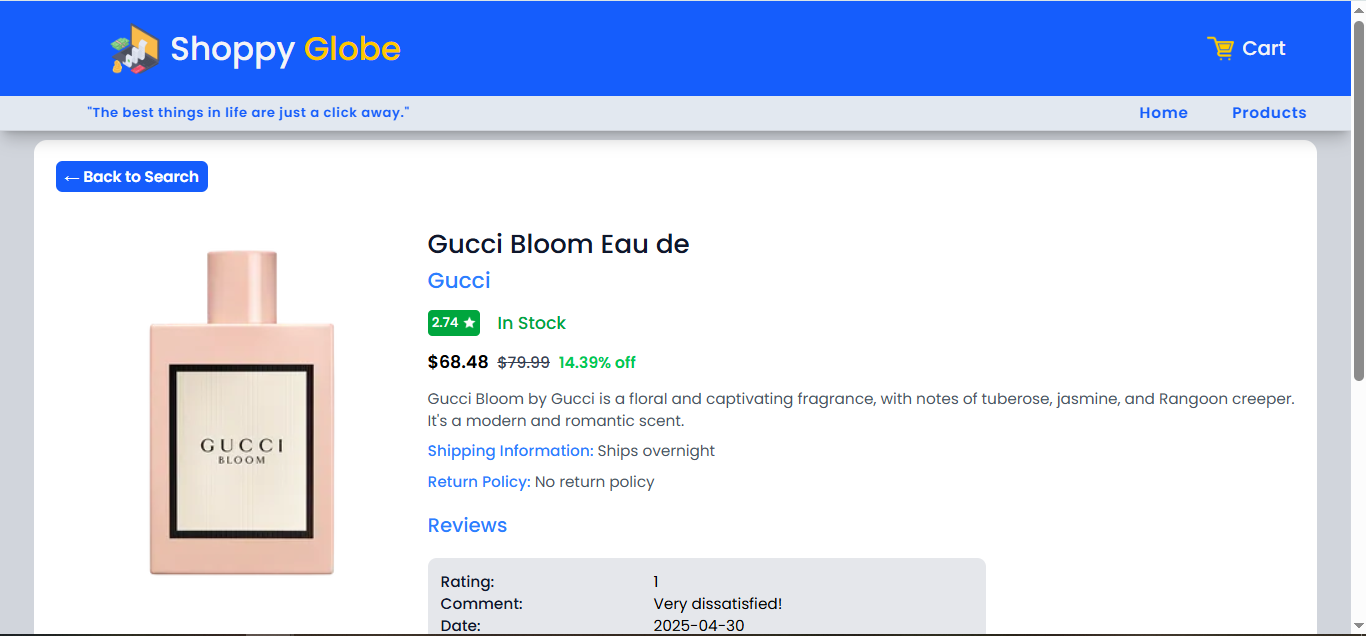 Shoppy Globe
Cart
"The best things in life are just a click away."
Home
Products
← Back to Search
Gucci Bloom Eau de
Gucci
2.74 ★ In Stock
$68.48 $79.99 14.39% off
Gucci Bloom by Gucci is a floral and captivating fragrance, with notes of tuberose, jasmine, and Rangoon creeper.
It's a modern and romantic scent.
Shipping Information: Ships overnight
Return Policy: No return policy
Reviews
Rating: 1
Comment: Very dissatisfied!
Date: 2025-04-30
GUCCI
BLOOM